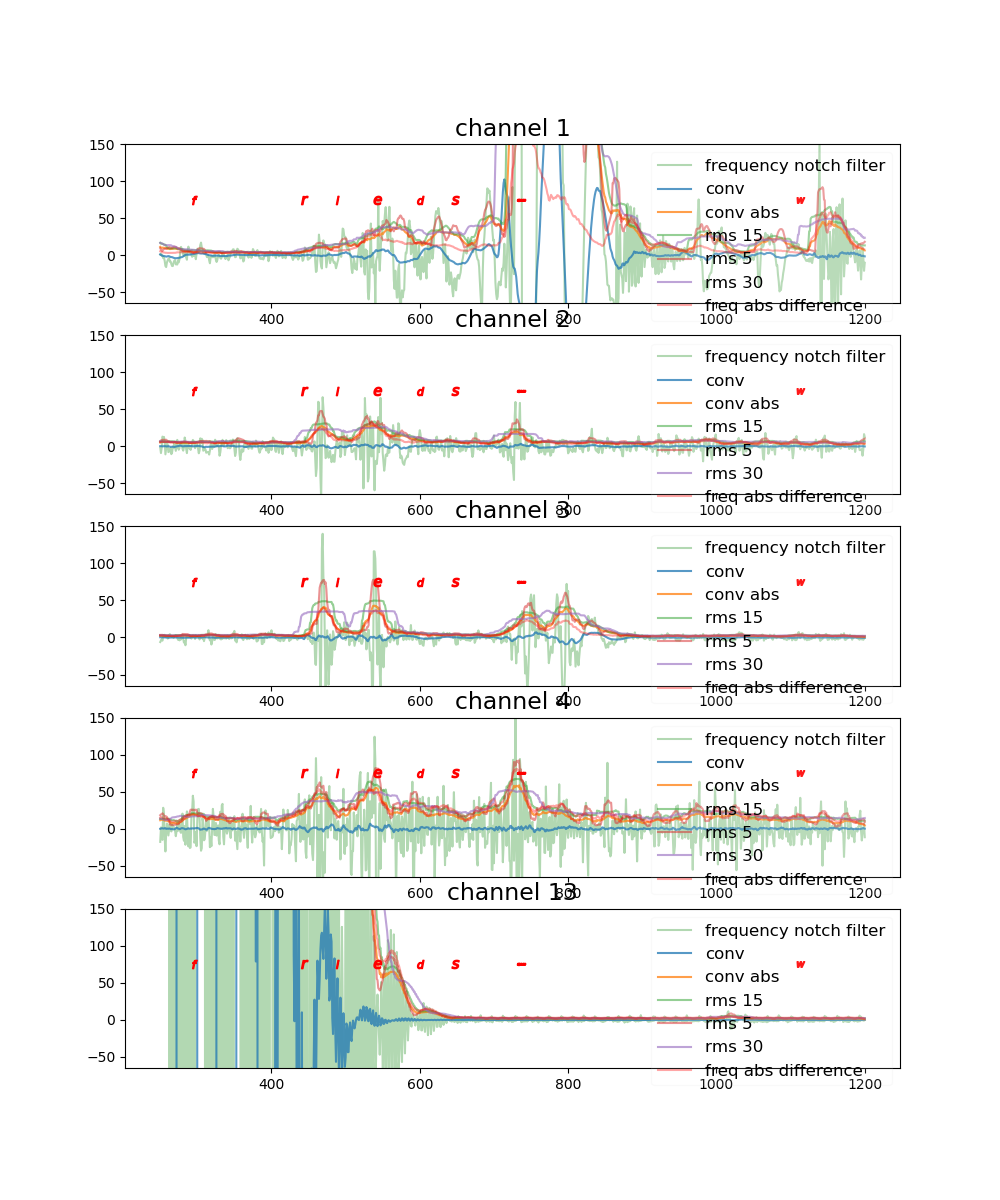 channel 1
150
100
50
0
−50
f r l e d s – w
frequency notch filter
conv
conv abs
rms 15
rms 5
rms 30
freq abs difference
400 600 800 1000 1200
channel 2
150
100
50
0
−50
f r l e d s – w
frequency notch filter
conv
conv abs
rms 15
rms 5
rms 30
freq abs difference
400 600 800 1000 1200
channel 3
150
100
50
0
−50
f r l e d s – w
frequency notch filter
conv
conv abs
rms 15
rms 5
rms 30
freq abs difference
400 600 800 1000 1200
channel 4
150
100
50
0
−50
f r l e d s – w
frequency notch filter
conv
conv abs
rms 15
rms 5
rms 30
freq abs difference
400 600 800 1000 1200
channel 13
150
100
50
0
−50
f r l e d s – w
frequency notch filter
conv
conv abs
rms 15
rms 5
rms 30
freq abs difference
400 600 800 1000 1200